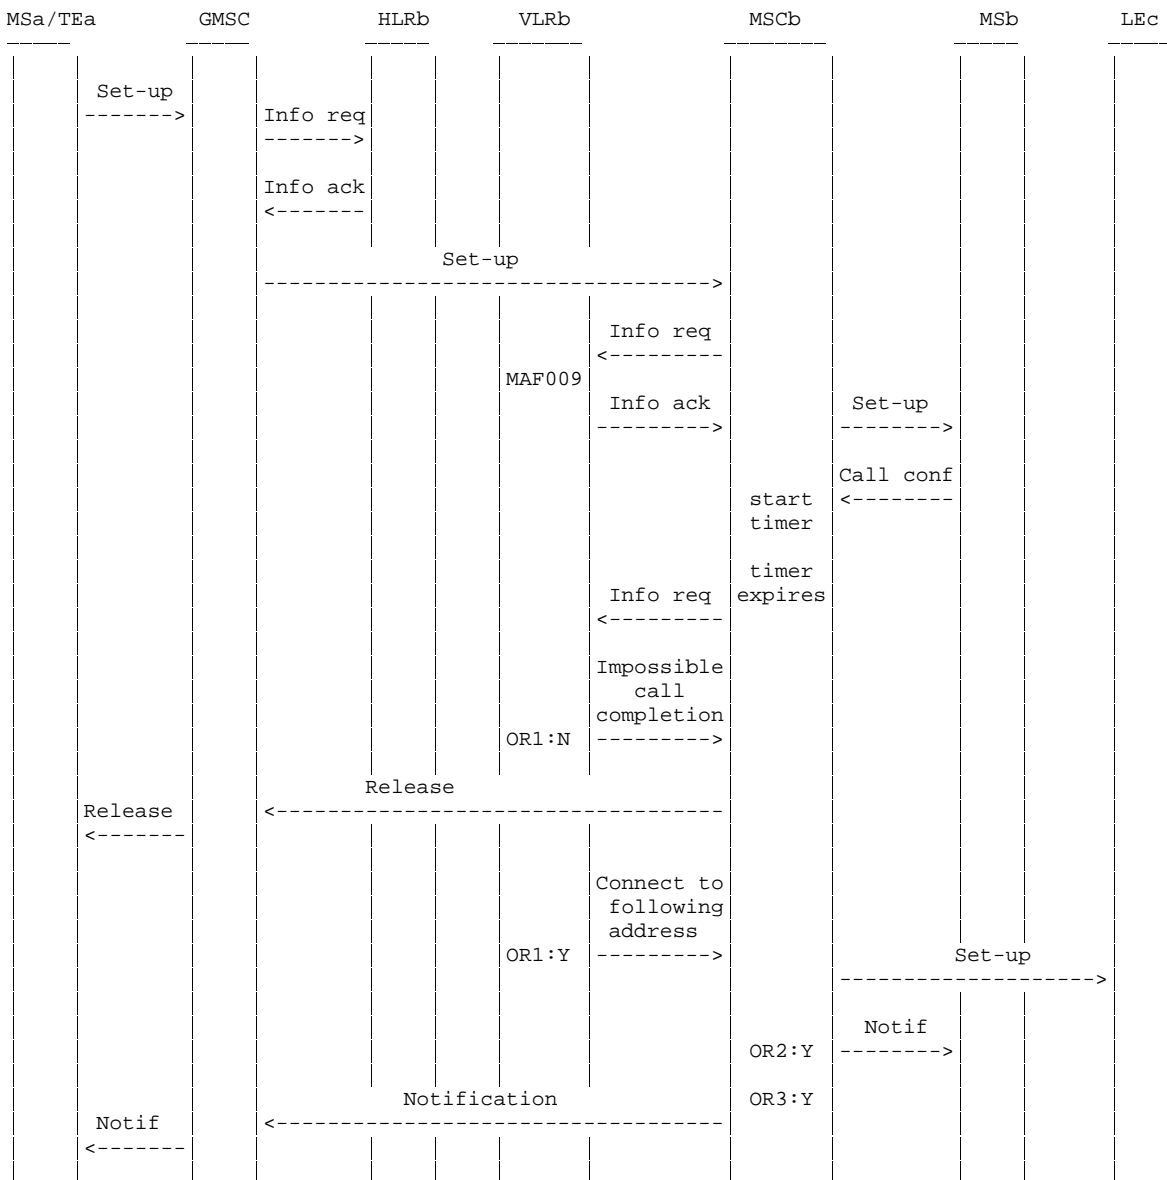 MSa/TEa GMSC HLRb VLRb MSCb MSb LEc
Set-up
------->
Info req
------->
Info ack
<-------
Set-up
----------------------------------->
Info req
<---------
MAF009
Info ack Set-up
---------> -------->
Call conf
start <--------
timer
timer
Info req expires
<---------
Impossible
call
completion
OR1:N --------->
Release
Release <-----------------------------------
<-------
Connect to
following
address
OR1:Y ---------> Set-up
-------------------->
Notif
OR2:Y -------->
Notification OR3:Y
Notif <-----------------------------------
<-------